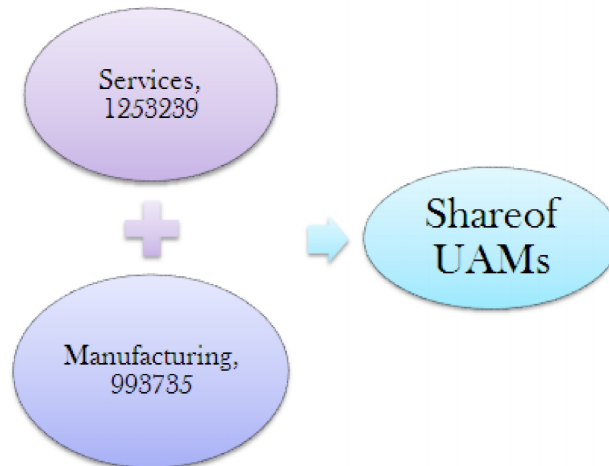 Services,
1253239
Manufacturing,
993735
Shareof
UAMs